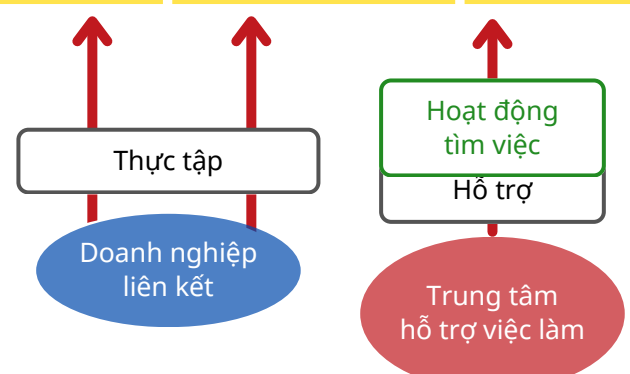 Hoạt động
tìm việc
Thực tập
Hỗ trợ
Doanh nghiệp
liên kết
Trung tâm
hỗ trợ việc làm